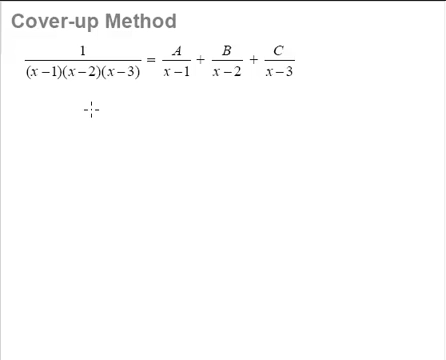 Cover-up Method
1/((x−1)(x−2)(x−3)) = A/(x−1) + B/(x−2) + C/(x−3)